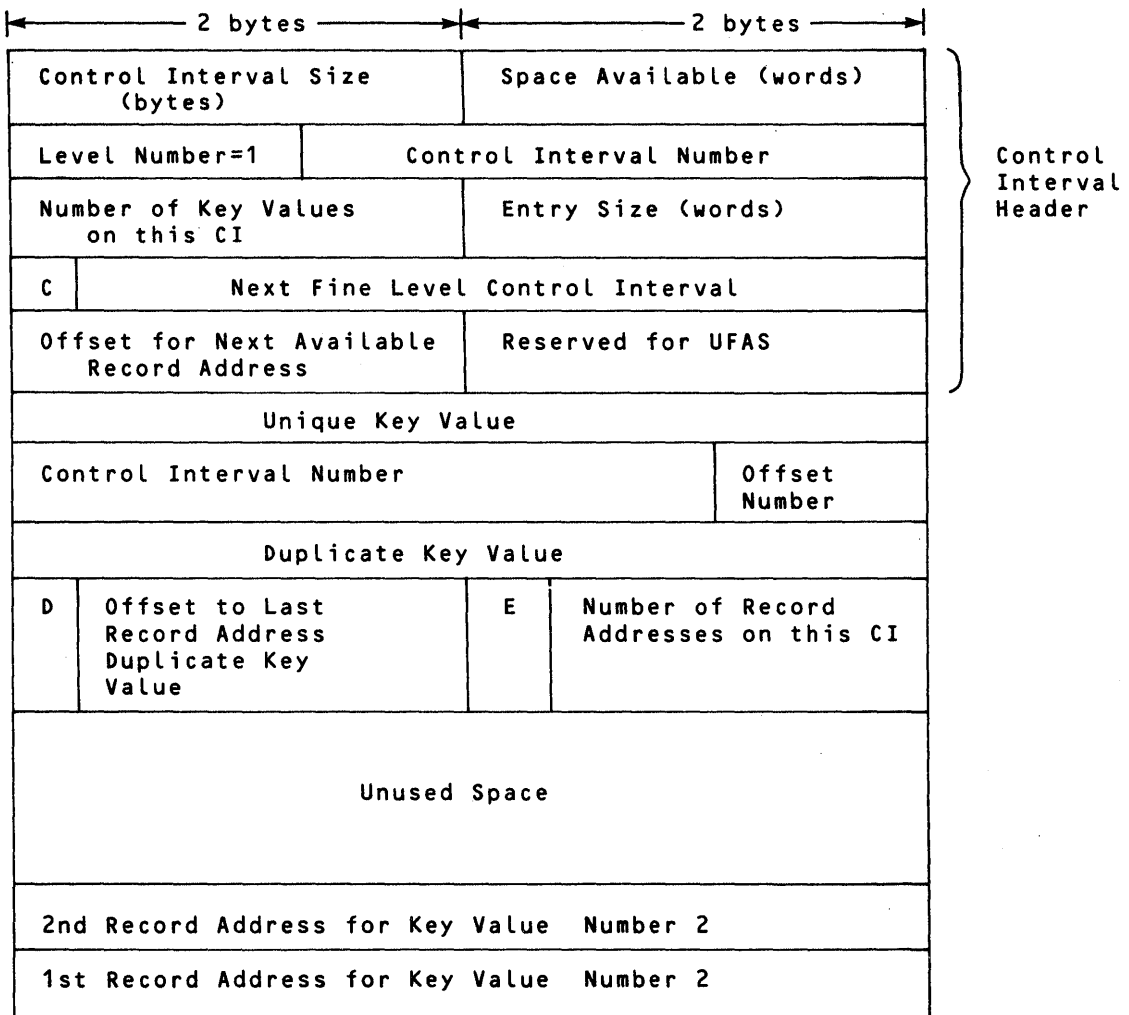 2 bytes 2 bytes
Control Interval Size
(bytes)
Space Available (words)
Level Number=1
Control Interval Number
Number of Key Values
on this CI
Entry Size (words)
C
Next Fine Level Control Interval
Offset for Next Available
Record Address
Reserved for UFAS
Control
Interval
Header
Unique Key Value
Control Interval Number
Offset
Number
Duplicate Key Value
D
Offset to Last
Record Address
Duplicate Key
Value
E
Number of Record
Addresses on this CI
Unused Space
2nd Record Address for Key Value Number 2
1st Record Address for Key Value Number 2